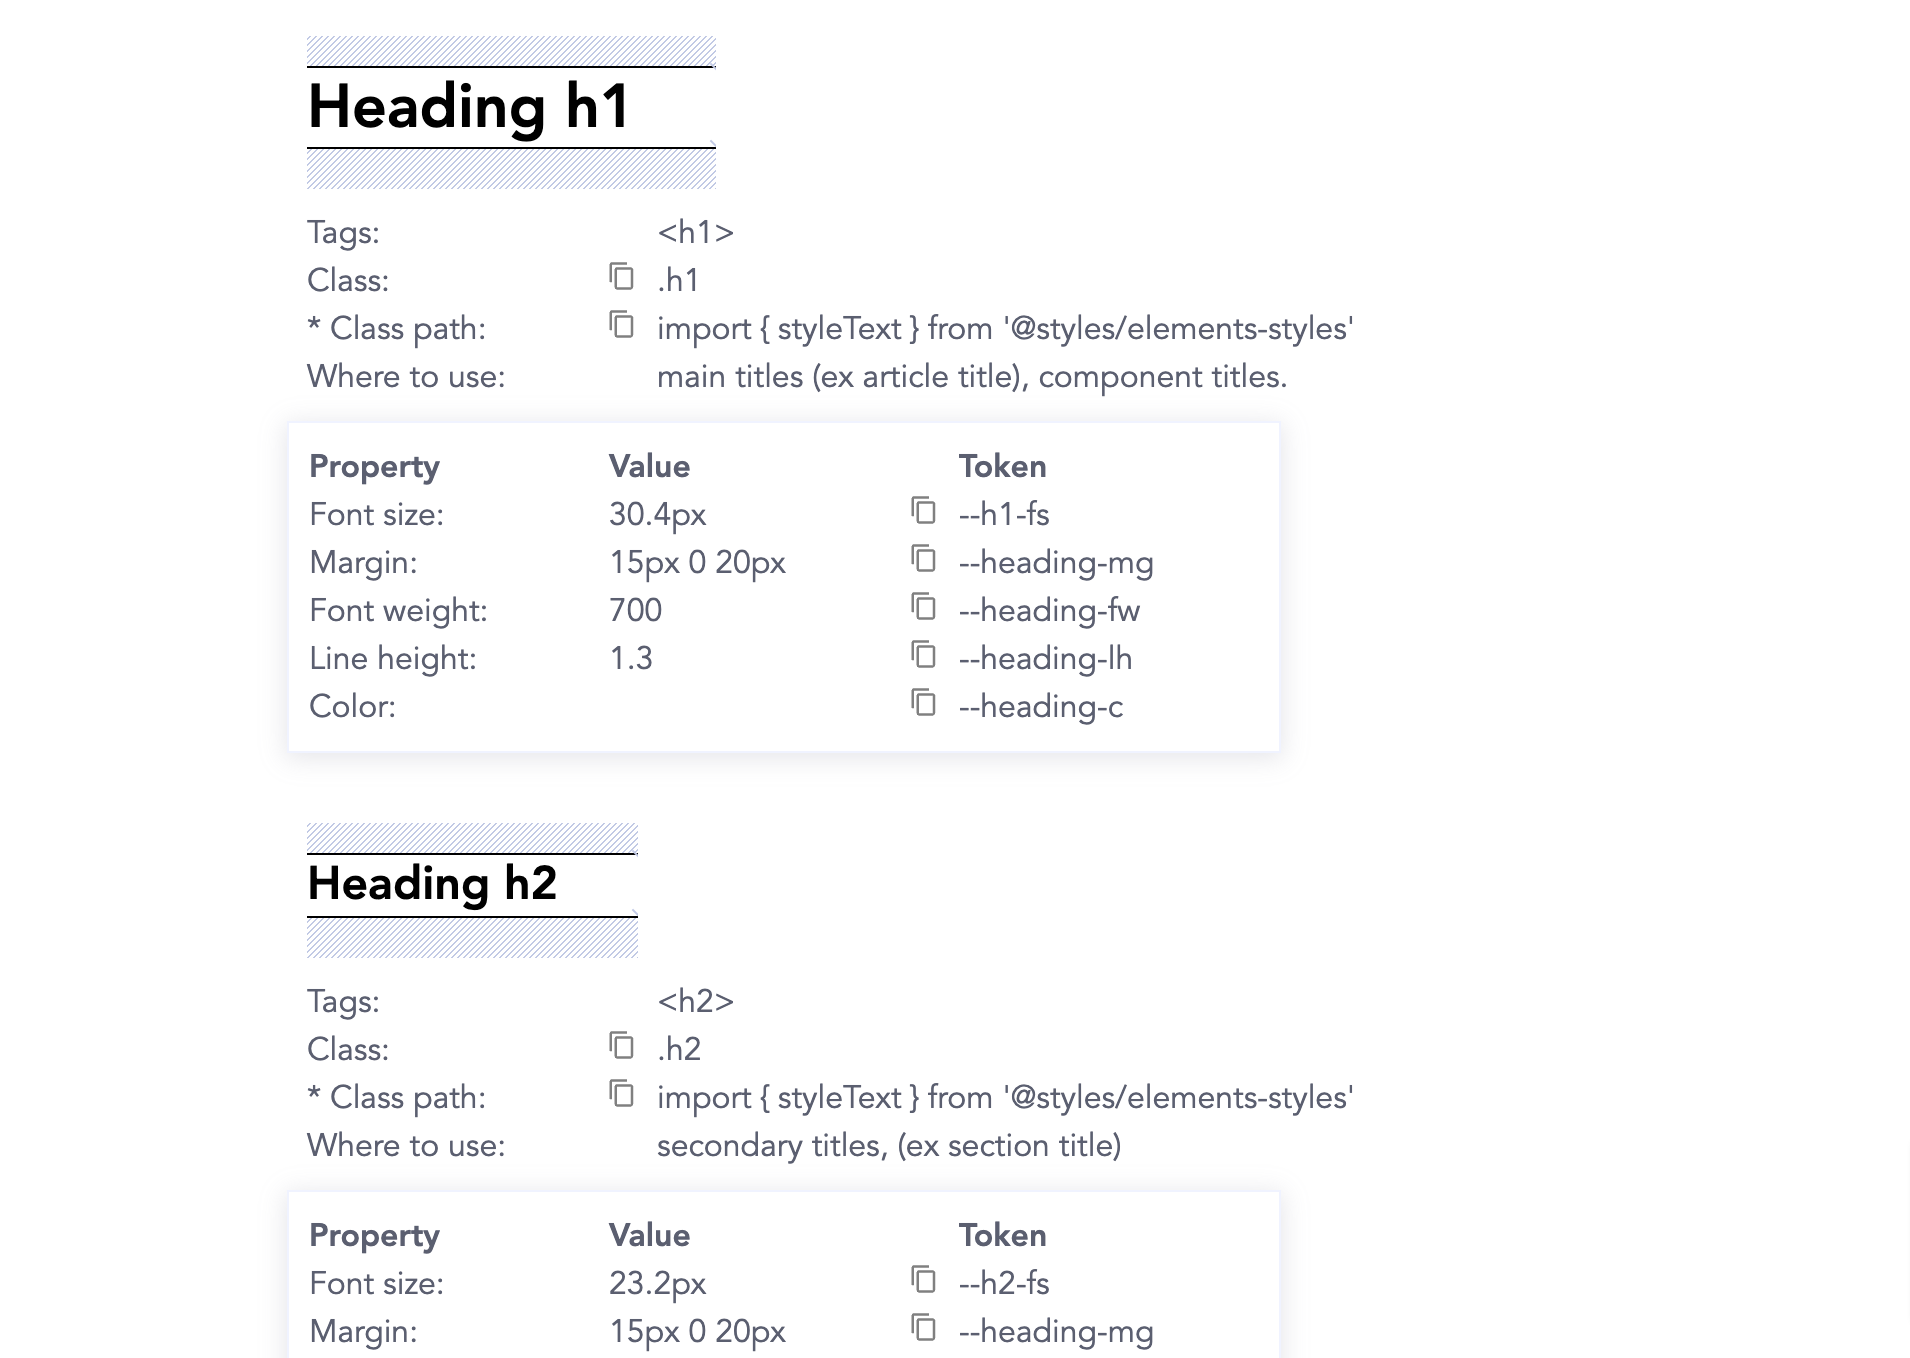 Heading h1
Tags: <h1>
Class: .h1
* Class path: import { styleText } from '@styles/elements-styles'
Where to use: main titles (ex article title), component titles.
Property Value Token
Font size: 30.4px --h1-fs
Margin: 15px 0 20px --heading-mg
Font weight: 700 --heading-fw
Line height: 1.3 --heading-lh
Color: --heading-c
Heading h2
Tags: <h2>
Class: .h2
* Class path: import { styleText } from '@styles/elements-styles'
Where to use: secondary titles, (ex section title)
Property Value Token
Font size: 23.2px --h2-fs
Margin: 15px 0 20px --heading-mg